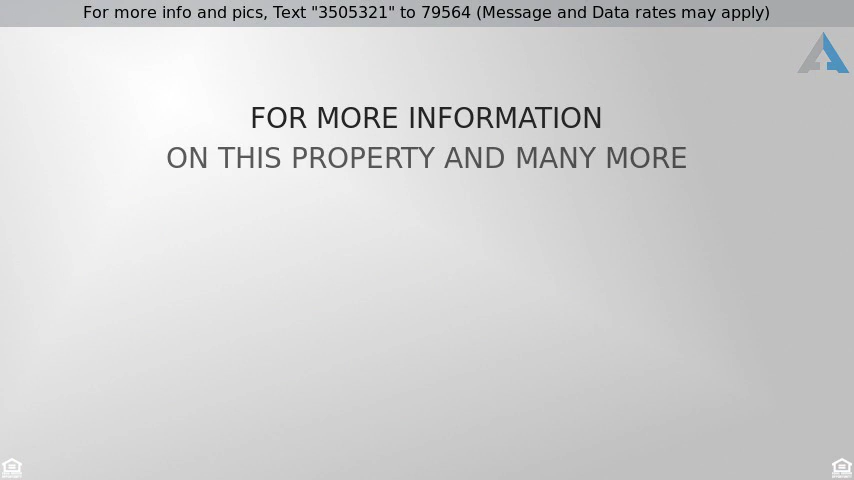 For more info and pics, Text "3505321" to 79564 (Message and Data rates may apply)
FOR MORE INFORMATION
ON THIS PROPERTY AND MANY MORE